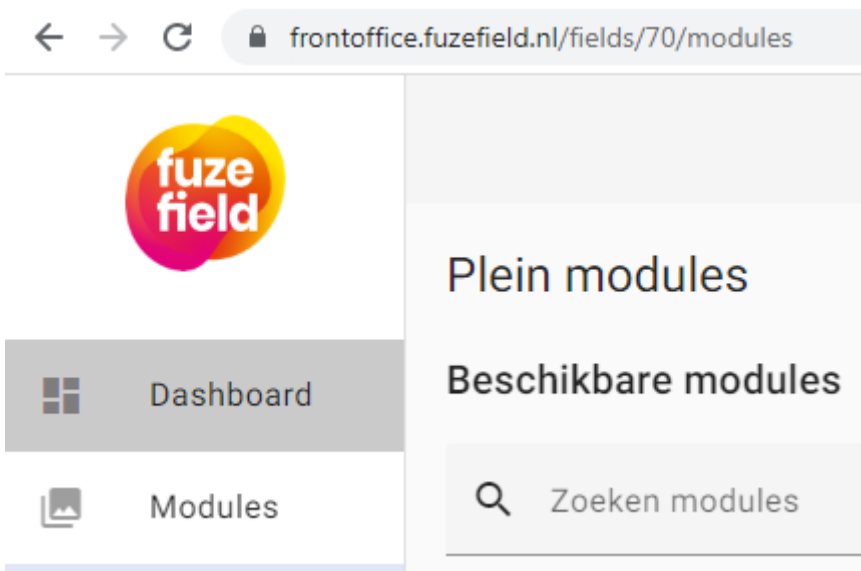 frontoffice.fuzefield.nl/fields/70/modules
fuze
field
Dashboard
Modules
Plein modules
Beschikbare modules
Zoeken modules